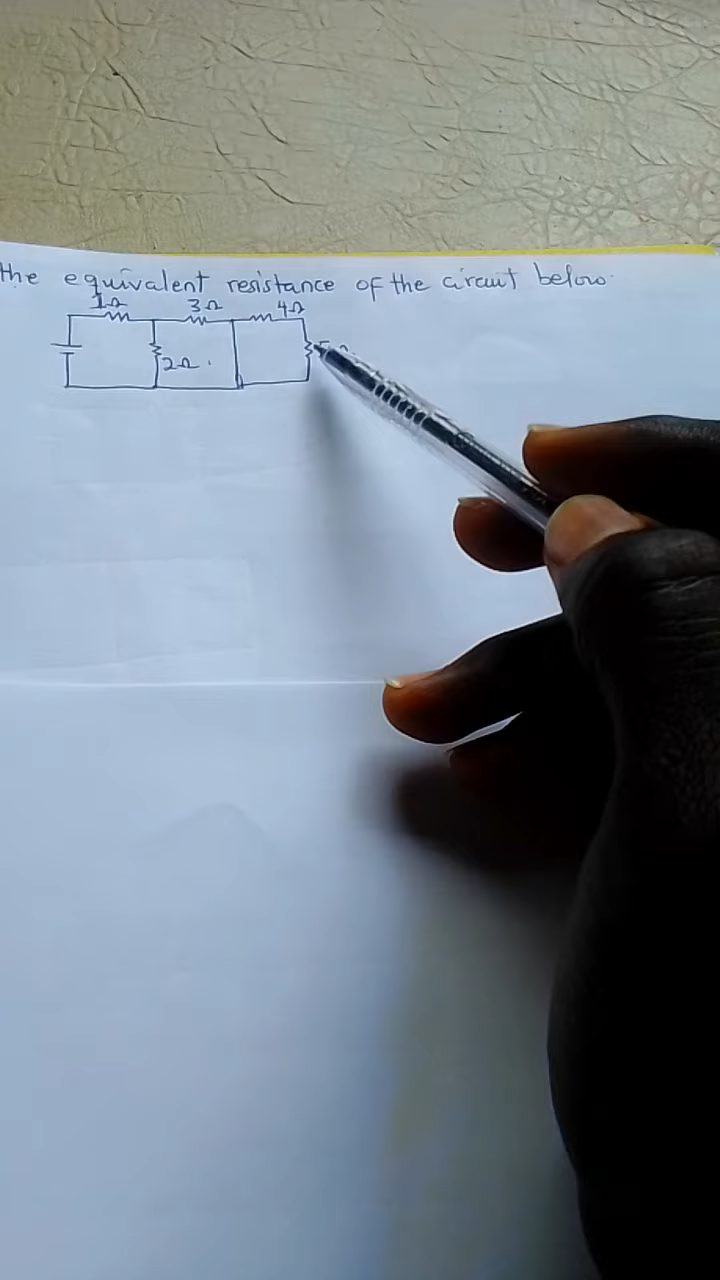 the equivalent resistance of the circuit below.
1Ω 3Ω 4Ω
2Ω